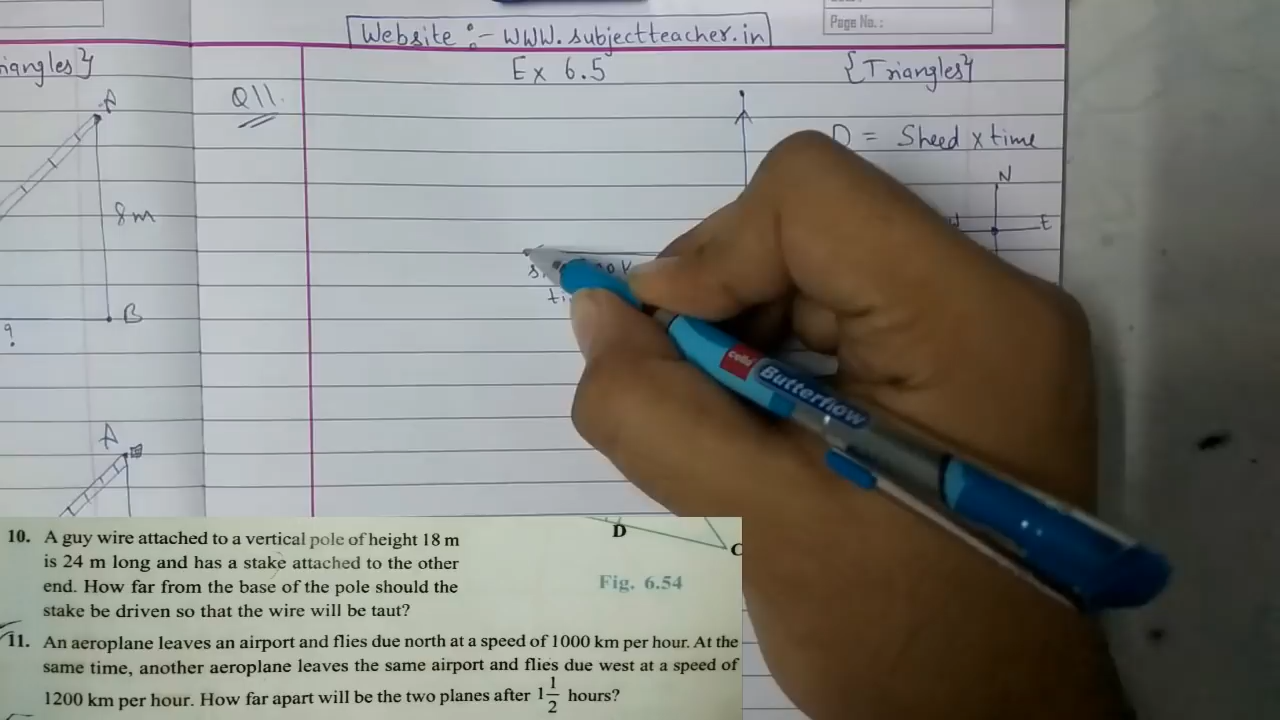 Page No.:
Website :- WWW.subjectteacher.in
iangles}
Ex 6.5
{Triangles}
A
Q11.
D = Sheed x time
N
8m
E
B
?
A
cello Butterflow
D
C
Fig. 6.54
10. A guy wire attached to a vertical pole of height 18 m
is 24 m long and has a stake attached to the other
end. How far from the base of the pole should the
stake be driven so that the wire will be taut?
11. An aeroplane leaves an airport and flies due north at a speed of 1000 km per hour. At the
same time, another aeroplane leaves the same airport and flies due west at a speed of
1200 km per hour. How far apart will be the two planes after 1 1/2 hours?